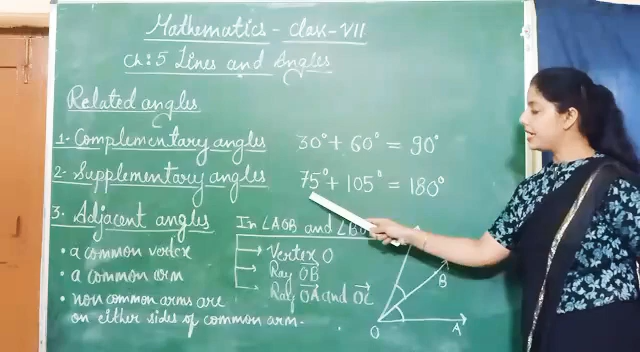 Mathematics - Class-VII
Ch:5 Lines and Angles
Related angles
1- Complementary angles 30° + 60° = 90°
2- Supplementary angles 75° + 105° = 180°
3. Adjacent angles
In ∠AOB and
• a common vertex → Vertex O
• a common arm → Ray OB
• non common arms are → Ray OA and OC
on either sides of common arm.
B
O A